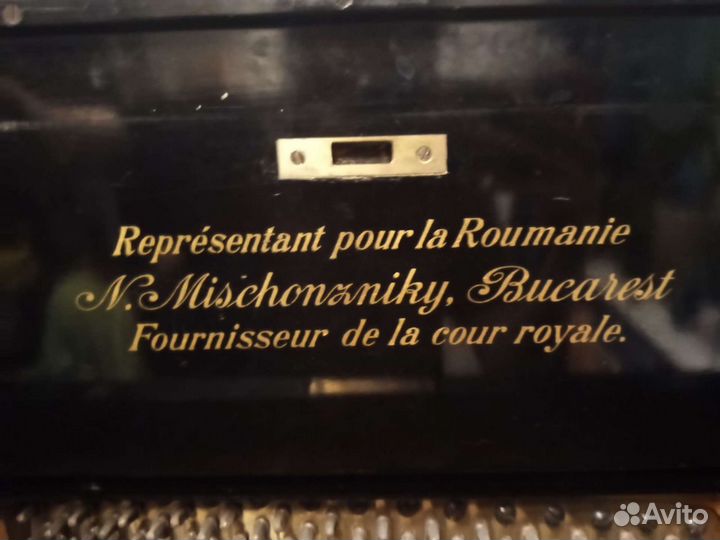 Représentant pour la Roumanie
N. Mischonzniky, Bucarest
Fournisseur de la cour royale.
Avito